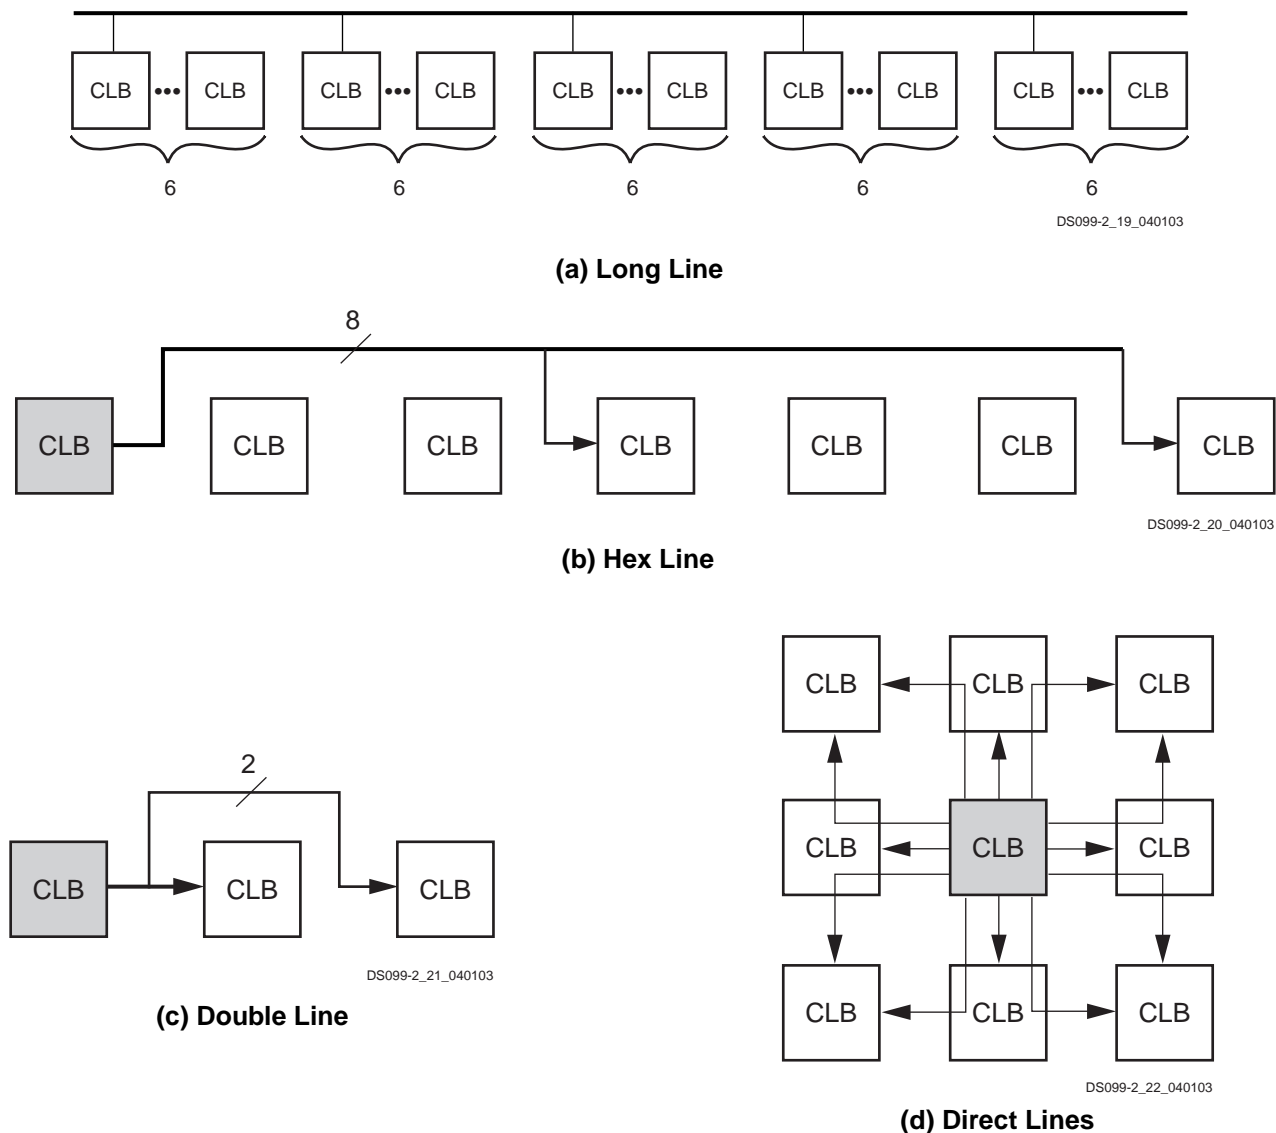 CLB ••• CLB CLB ••• CLB CLB ••• CLB CLB ••• CLB CLB ••• CLB
6 6 6 6 6
DS099-2_19_040103
(a) Long Line
8
CLB CLB CLB CLB CLB CLB CLB
DS099-2_20_040103
(b) Hex Line
2
CLB CLB CLB
DS099-2_21_040103
(c) Double Line
CLB CLB CLB
CLB CLB CLB
CLB CLB CLB
DS099-2_22_040103
(d) Direct Lines